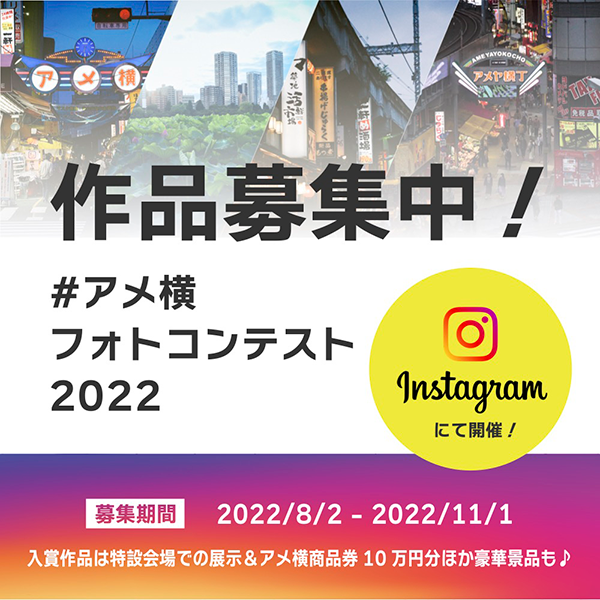 アメ横
AMEYAYOKOCHO
アメヤ横丁
作品募集中！
#アメ横
フォトコンテスト
2022
Instagram
にて開催！
募集期間 2022/8/2 - 2022/11/1
入賞作品は特設会場での展示＆アメ横商品券10万円分ほか豪華景品も♪